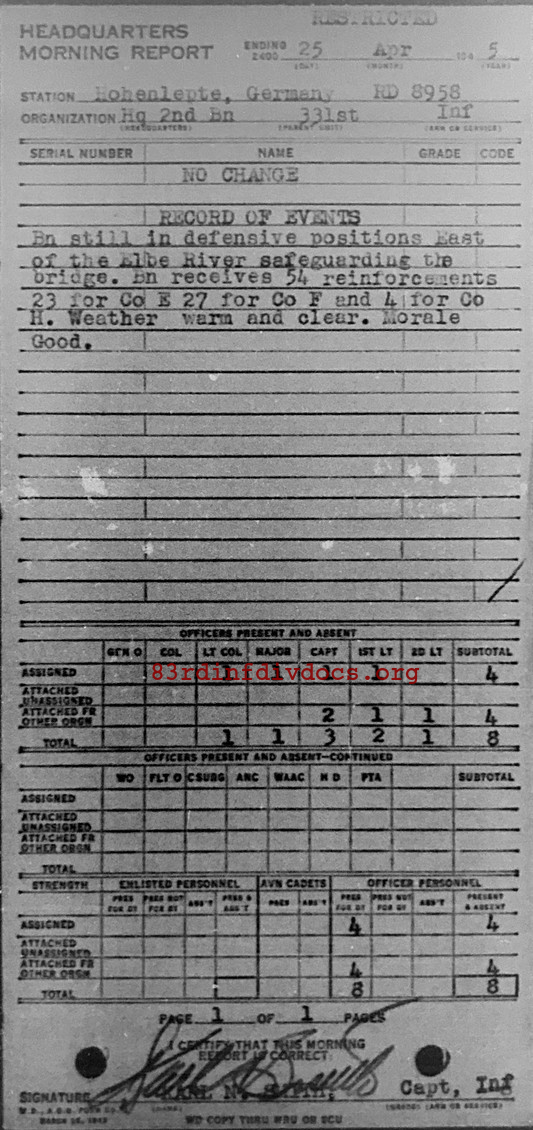 RESTRICTED
HEADQUARTERS
MORNING REPORT ENDING 2400 25 Apr 194 5
(DAY) (MONTH) (YEAR)
STATION Hohenlepte, Germany RD 8958
ORGANIZATION Hq 2nd Bn 331st Inf
(HEADQUARTERS) (PARENT UNIT) (ARM OR SERVICE)
SERIAL NUMBER NAME GRADE CODE
NO CHANGE
RECORD OF EVENTS
Bn still in defensive positions East
of the Elbe River safeguarding the
bridge. Bn receives 54 reinforcements
23 for Co E 27 for Co F and 4 for Co
H. Weather warm and clear. Morale
Good.
OFFICERS PRESENT AND ABSENT
GEN O COL LT COL MAJOR CAPT 1ST LT 2D LT SUBTOTAL
ASSIGNED 1 1 1 1 4
83rdinfdivdocs.org
ATTACHED UNASSIGNED
ATTACHED FR OTHER ORGN 2 1 1 4
TOTAL 1 1 3 2 1 8
OFFICERS PRESENT AND ABSENT—CONTINUED
WO FLT O CSURG ANC WAAC M D PTA SUBTOTAL
ASSIGNED
ATTACHED UNASSIGNED
ATTACHED FR OTHER ORGN
TOTAL
STRENGTH ENLISTED PERSONNEL AVN CADETS OFFICER PERSONNEL
PRES FOR DY PRES NOT FOR DY ABS'T PRES & ABS'T PRES ABS'T PRES FOR DY PRES NOT FOR DY ABS'T PRESENT & ABSENT
ASSIGNED 4 4
ATTACHED UNASSIGNED
ATTACHED FR OTHER ORGN 4 4
TOTAL 8 8
PAGE 1 OF 1 PAGES
I CERTIFY THAT THIS MORNING
REPORT IS CORRECT:
SIGNATURE KARL N. SMITH, Capt, Inf
W.D., A.G.O. FORM (NAME) (GRADE) (ARM OR SERVICE)
MARCH 1943
WD COPY THRU MRU OR SCU